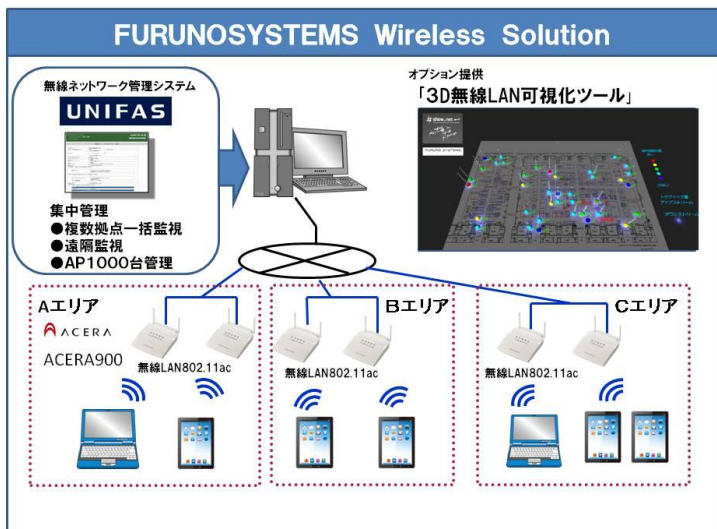 FURUNOSYSTEMS Wireless Solution
無線ネットワーク管理システム
UNIFAS
集中管理
●複数拠点一括監視
●遠隔監視
●AP1000台管理
オプション提供
「3D無線LAN可視化ツール」
FURUNO SYSTEMS
Aエリア
ACERA
ACERA900
無線LAN802.11ac
Bエリア
無線LAN802.11ac
Cエリア
無線LAN802.11ac